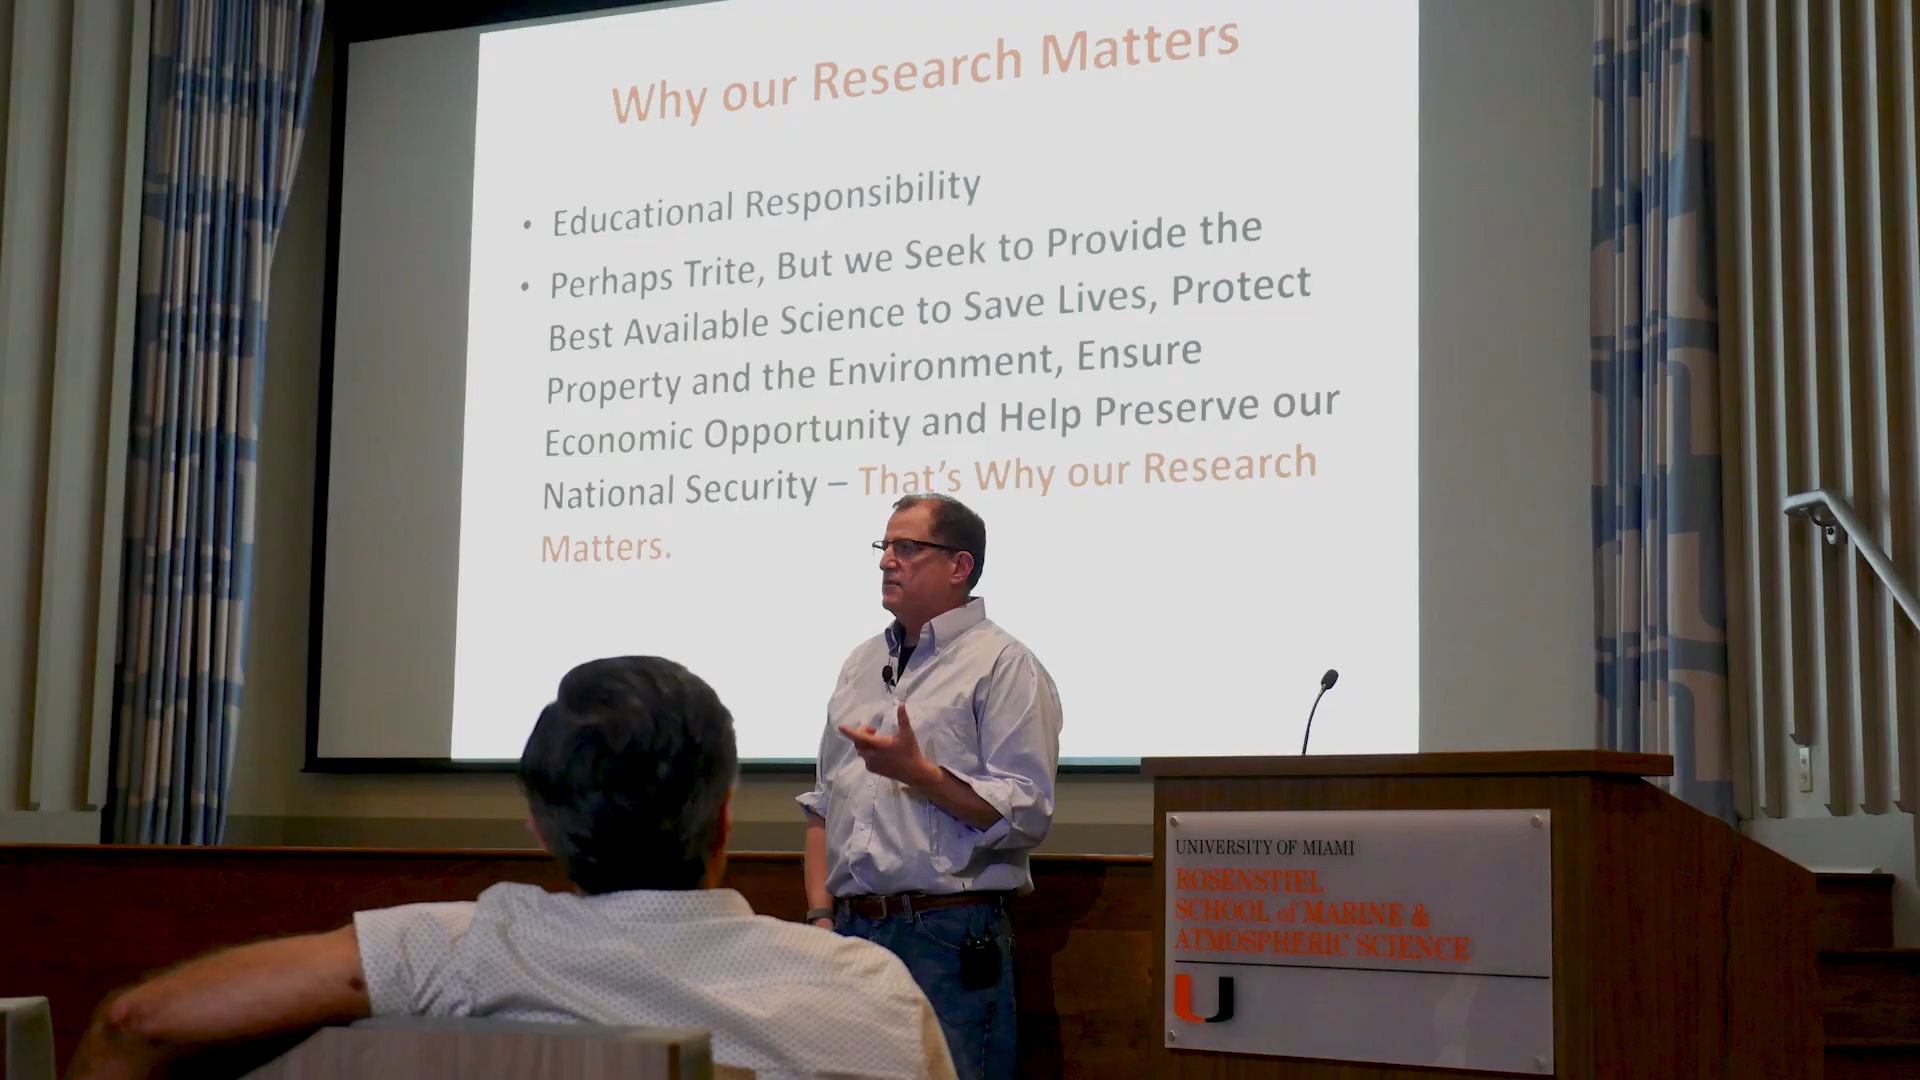 Why our Research Matters
• Educational Responsibility
• Perhaps Trite, But we Seek to Provide the
Best Available Science to Save Lives, Protect
Property and the Environment, Ensure
Economic Opportunity and Help Preserve our
National Security – That's Why our Research
Matters.
UNIVERSITY OF MIAMI
ROSENSTIEL
SCHOOL of MARINE &
ATMOSPHERIC SCIENCE
U